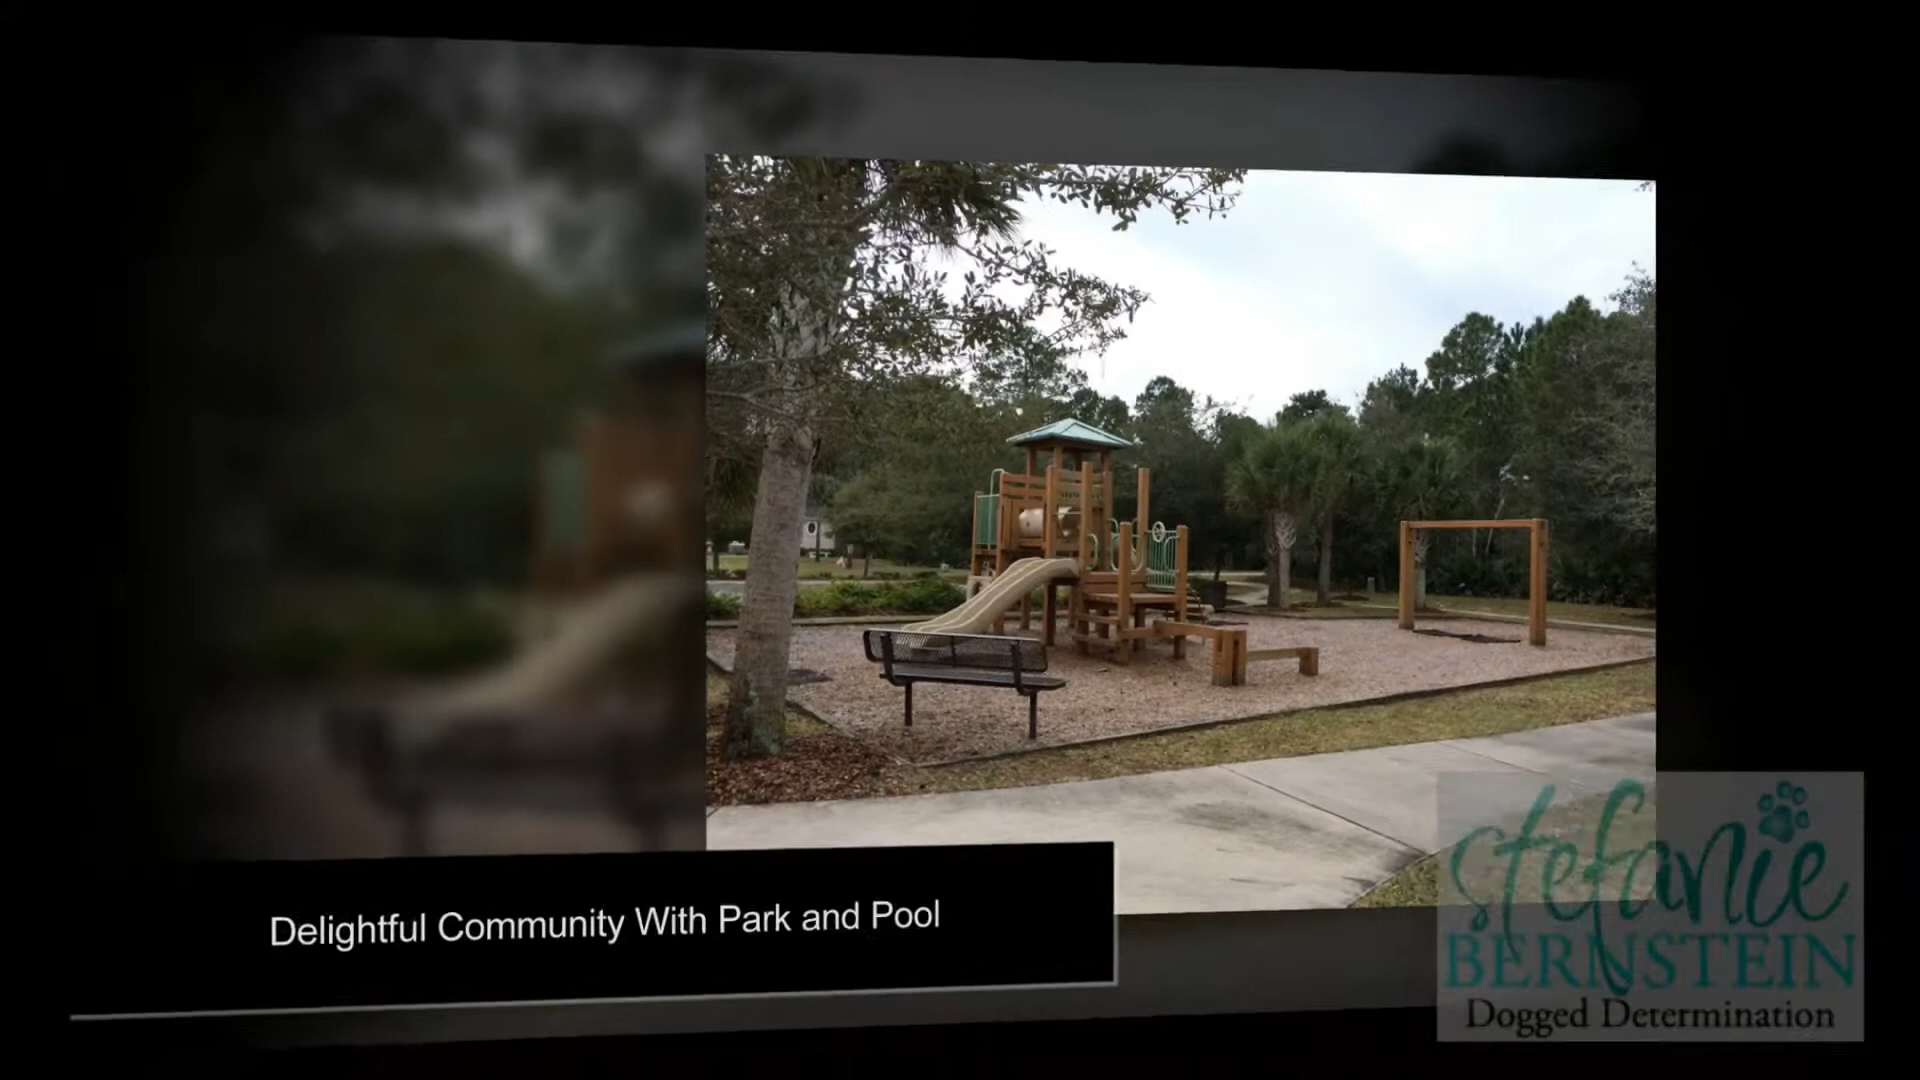 Delightful Community With Park and Pool
stefanie
BERNSTEIN
Dogged Determination